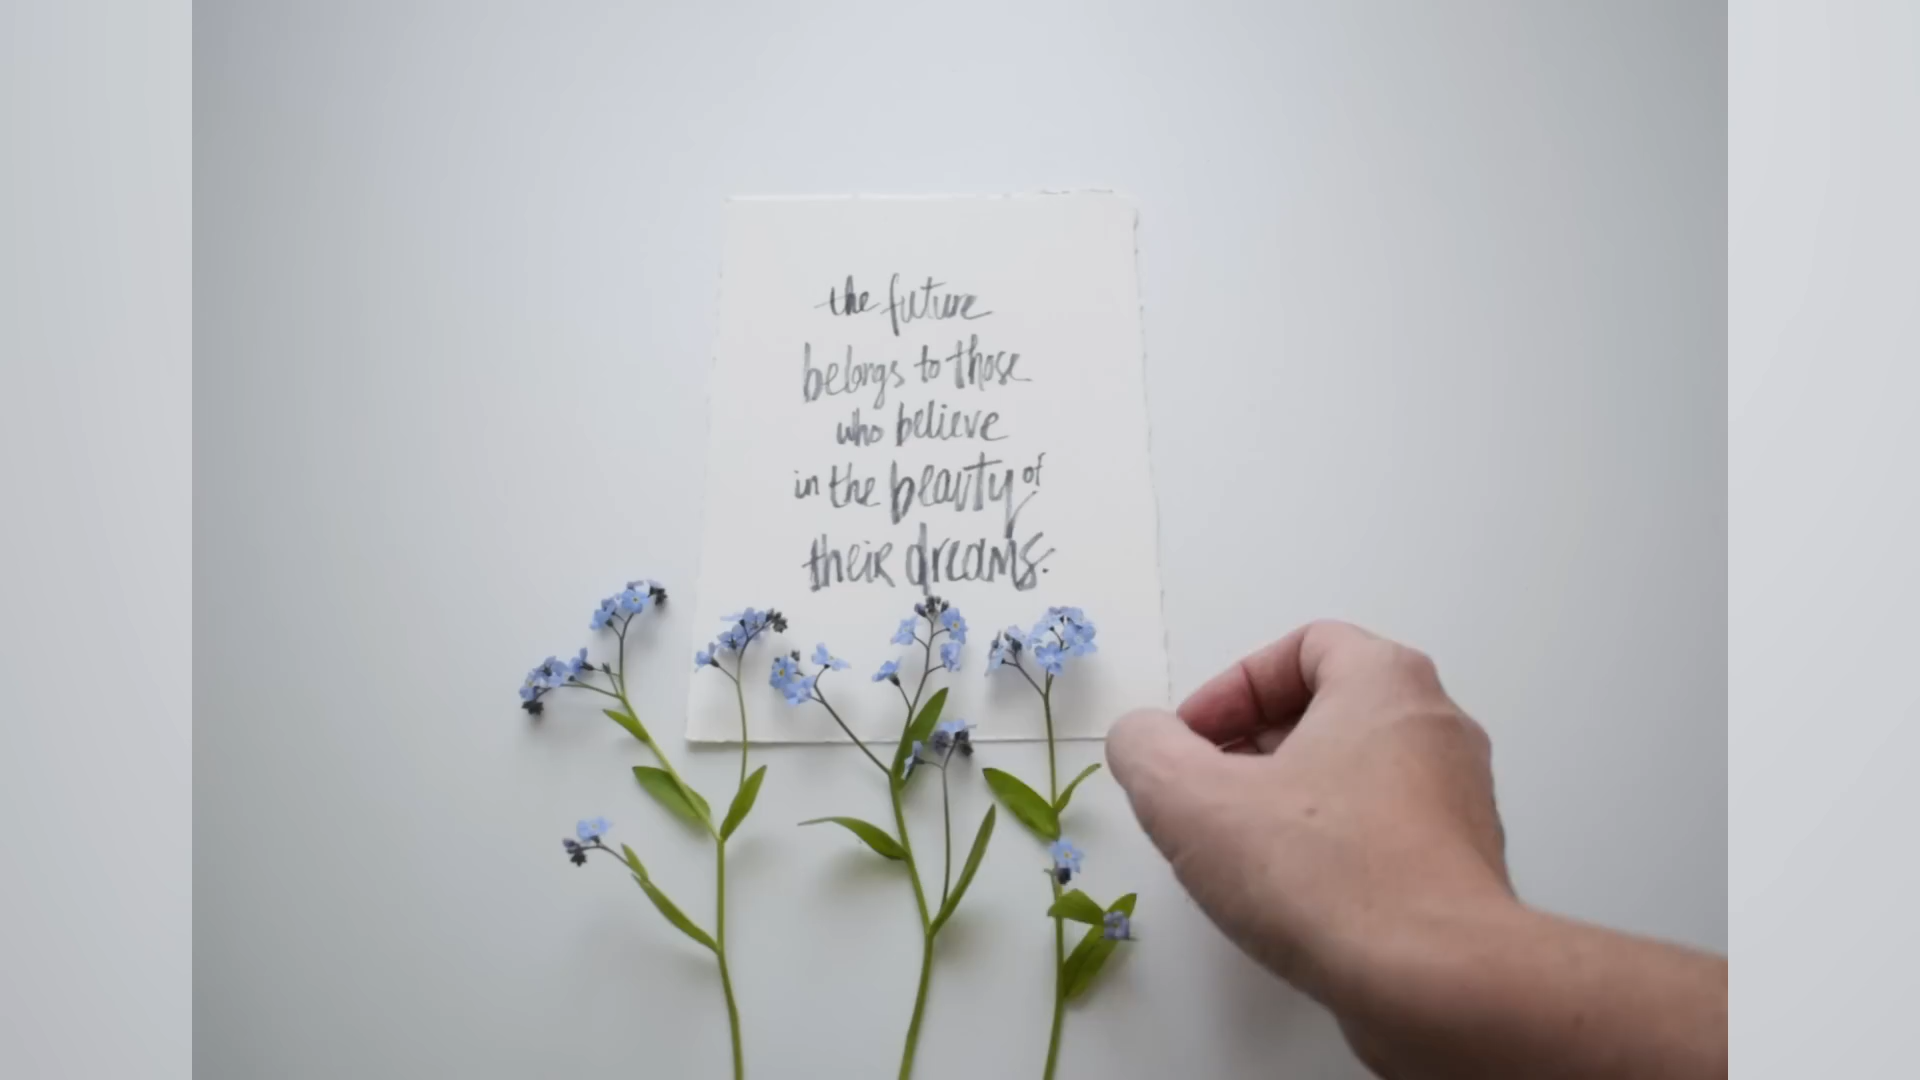 the future
belongs to those
who believe
in the beauty of
their dreams.